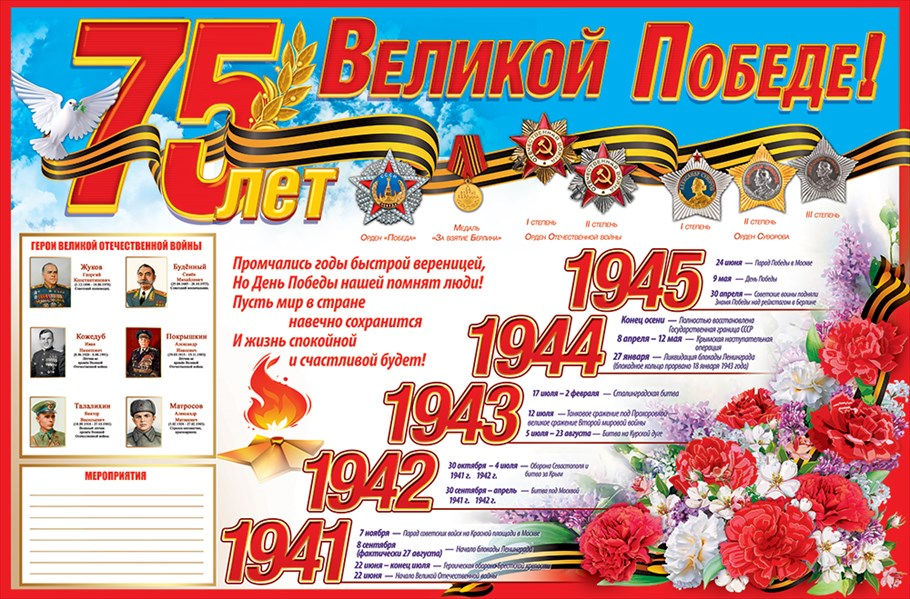 75
лет
ВЕЛИКОЙ ПОБЕДЕ!
ОРДЕН «ПОБЕДА»
МЕДАЛЬ
«ЗА ВЗЯТИЕ БЕРЛИНА»
I СТЕПЕНЬ
II СТЕПЕНЬ
ОРДЕН ОТЕЧЕСТВЕННОЙ ВОЙНЫ
I СТЕПЕНЬ
II СТЕПЕНЬ
III СТЕПЕНЬ
ОРДЕН СУВОРОВА
ГЕРОИ ВЕЛИКОЙ ОТЕЧЕСТВЕННОЙ ВОЙНЫ
Жуков
Георгий
Константинович
Будённый
Семён
Михайлович
Кожедуб
Иван
Никитович
Покрышкин
Александр
Иванович
Талалихин
Виктор
Васильевич
Матросов
Александр
Матвеевич
МЕРОПРИЯТИЯ
Промчались годы быстрой вереницей,
Но День Победы нашей помнят люди!
Пусть мир в стране
навечно сохранится
И жизнь спокойной
и счастливой будет!
1945
24 июня — Парад Победы в Москве
9 мая — День Победы
30 апреля — Советские воины подняли
Знамя Победы над рейхстагом в Берлине
1944
Конец осени — Полностью восстановлена
Государственная граница СССР
8 апреля – 12 мая — Крымская наступательная
операция
27 января — Ликвидация блокады Ленинграда
(блокадное кольцо прорвано 18 января 1943 года)
1943
17 июля – 2 февраля — Сталинградская битва
12 июля — Танковое сражение под Прохоровкой
великое сражение Второй мировой войны
5 июля – 23 августа — Битва на Курской дуге
1942
30 октября – 4 июля — Оборона Севастополя и
1941 г. 1942 г. битва за Крым
30 сентября – апрель — Битва под Москвой
1941 г. 1942 г.
1941
7 ноября — Парад советских войск на Красной площади в Москве
8 сентября
(фактически 27 августа) — Начало блокады Ленинграда
22 июня – конец июля — Героическая оборона Брестской крепости
22 июня — Начало Великой Отечественной войны